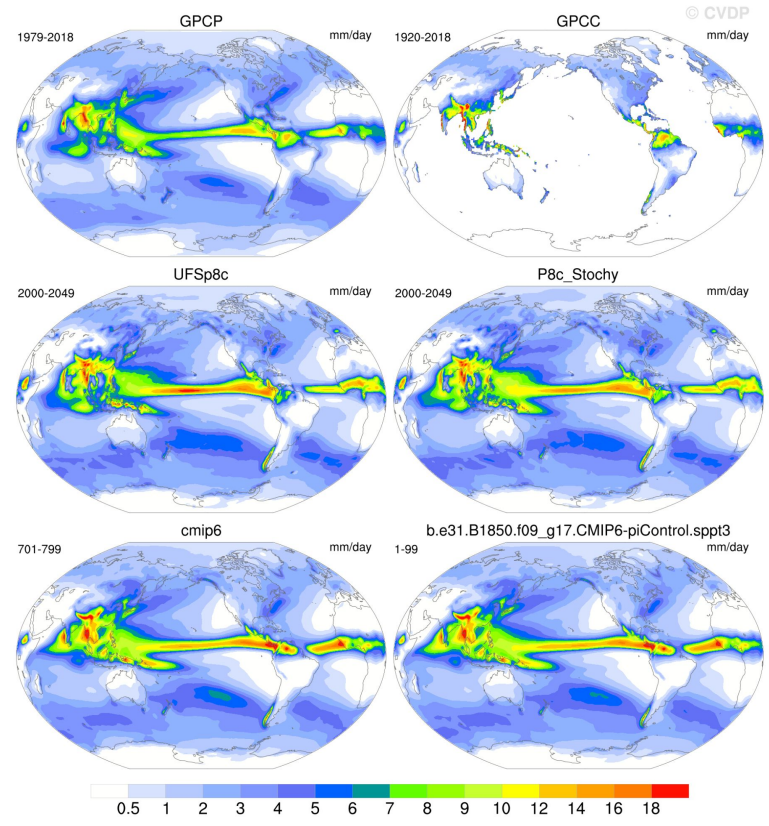 © CVDP
GPCP
1979-2018
mm/day
GPCC
1920-2018
mm/day
UFSp8c
2000-2049
mm/day
P8c_Stochy
2000-2049
mm/day
cmip6
701-799
mm/day
b.e31.B1850.f09_g17.CMIP6-piControl.sppt3
1-99
mm/day
0.5 1 2 3 4 5 6 7 8 9 10 12 14 16 18